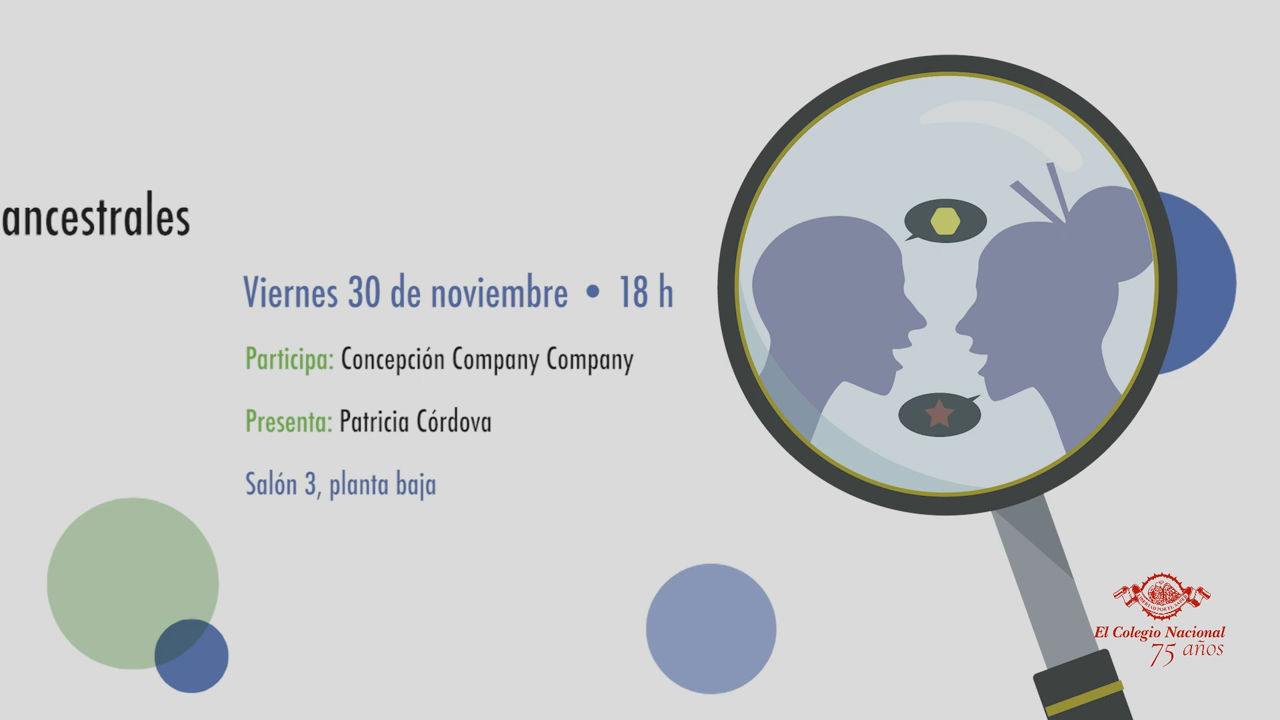 ancestrales
Viernes 30 de noviembre • 18 h
Participa: Concepción Company Company
Presenta: Patricia Córdova
Salón 3, planta baja
El Colegio Nacional
75 años